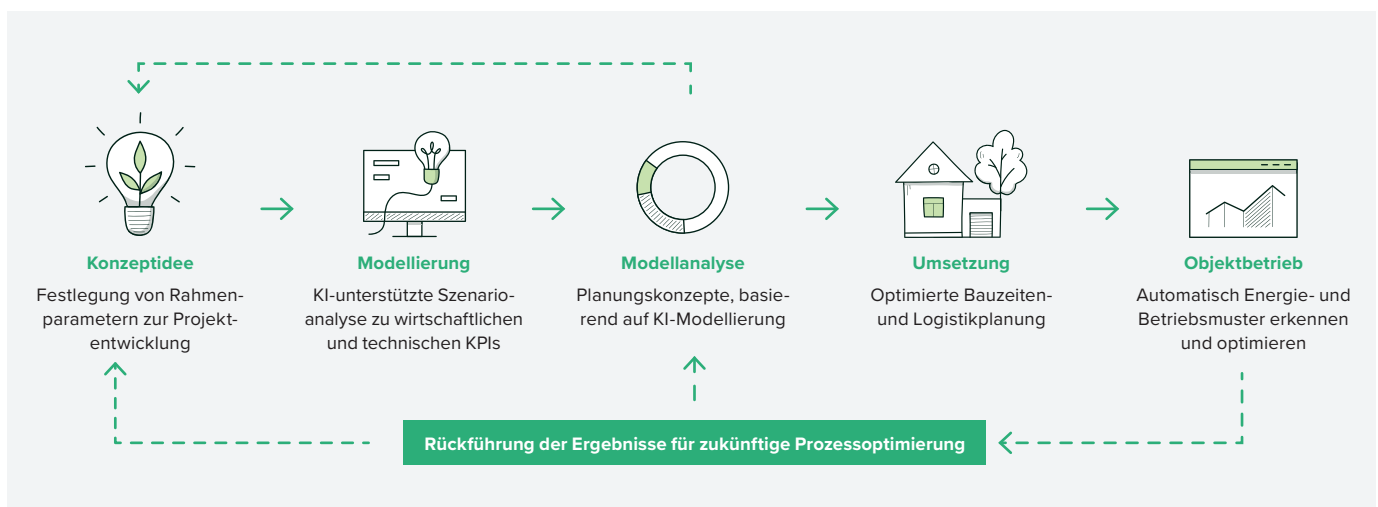 Konzeptidee
Festlegung von Rahmen-
parametern zur Projekt-
entwicklung
Modellierung
KI-unterstützte Szenario-
analyse zu wirtschaftlichen
und technischen KPIs
Modellanalyse
Planungskonzepte, basie-
rend auf KI-Modellierung
Umsetzung
Optimierte Bauzeiten-
und Logistikplanung
Objektbetrieb
Automatisch Energie- und
Betriebsmuster erkennen
und optimieren
Rückführung der Ergebnisse für zukünftige Prozessoptimierung